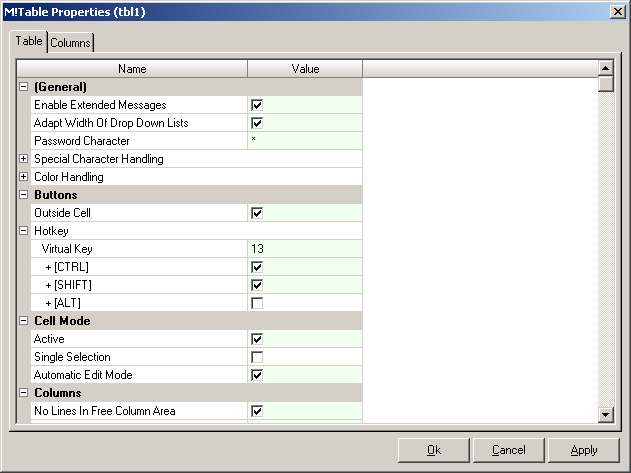 M!Table Properties (tbl1)
Table Columns
Name Value
(General)
Enable Extended Messages
Adapt Width Of Drop Down Lists
Password Character *
Special Character Handling
Color Handling
Buttons
Outside Cell
Hotkey
Virtual Key 13
+ [CTRL]
+ [SHIFT]
+ [ALT]
Cell Mode
Active
Single Selection
Automatic Edit Mode
Columns
No Lines In Free Column Area
Ok Cancel Apply